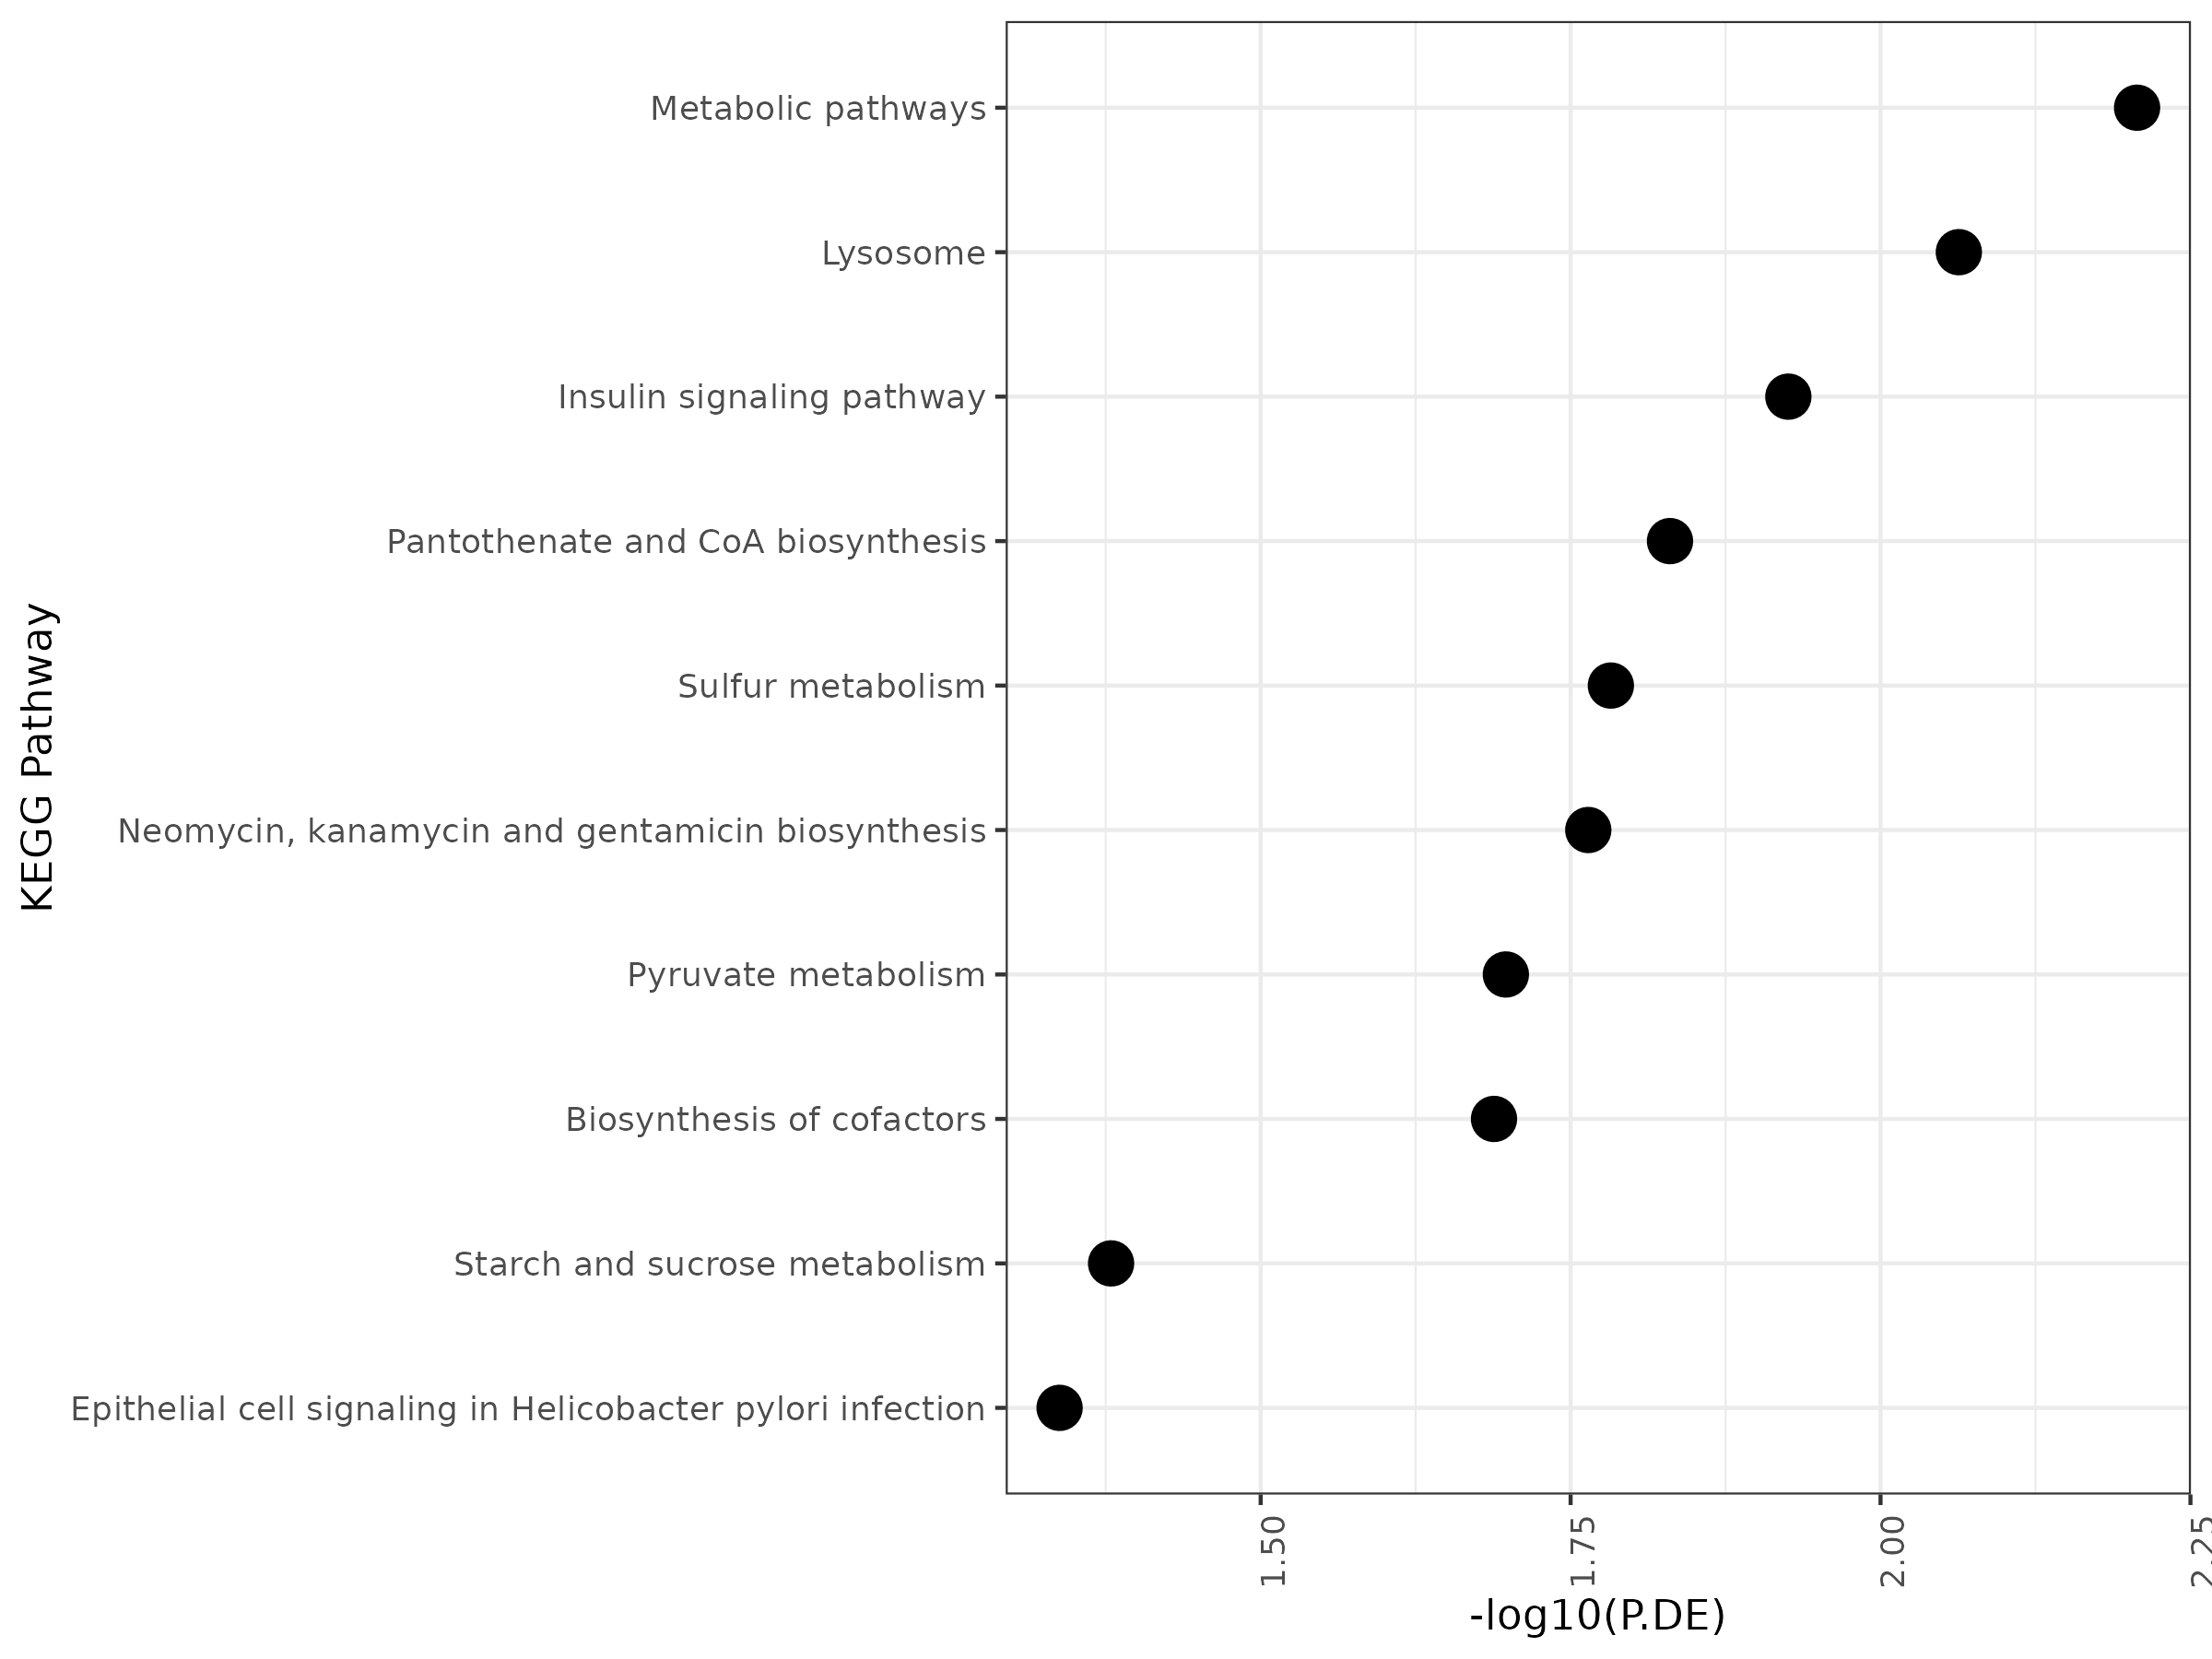 KEGG Pathway
Metabolic pathways
Lysosome
Insulin signaling pathway
Pantothenate and CoA biosynthesis
Sulfur metabolism
Neomycin, kanamycin and gentamicin biosynthesis
Pyruvate metabolism
Biosynthesis of cofactors
Starch and sucrose metabolism
Epithelial cell signaling in Helicobacter pylori infection
1.50
1.75
2.00
2.25
-log10(P.DE)